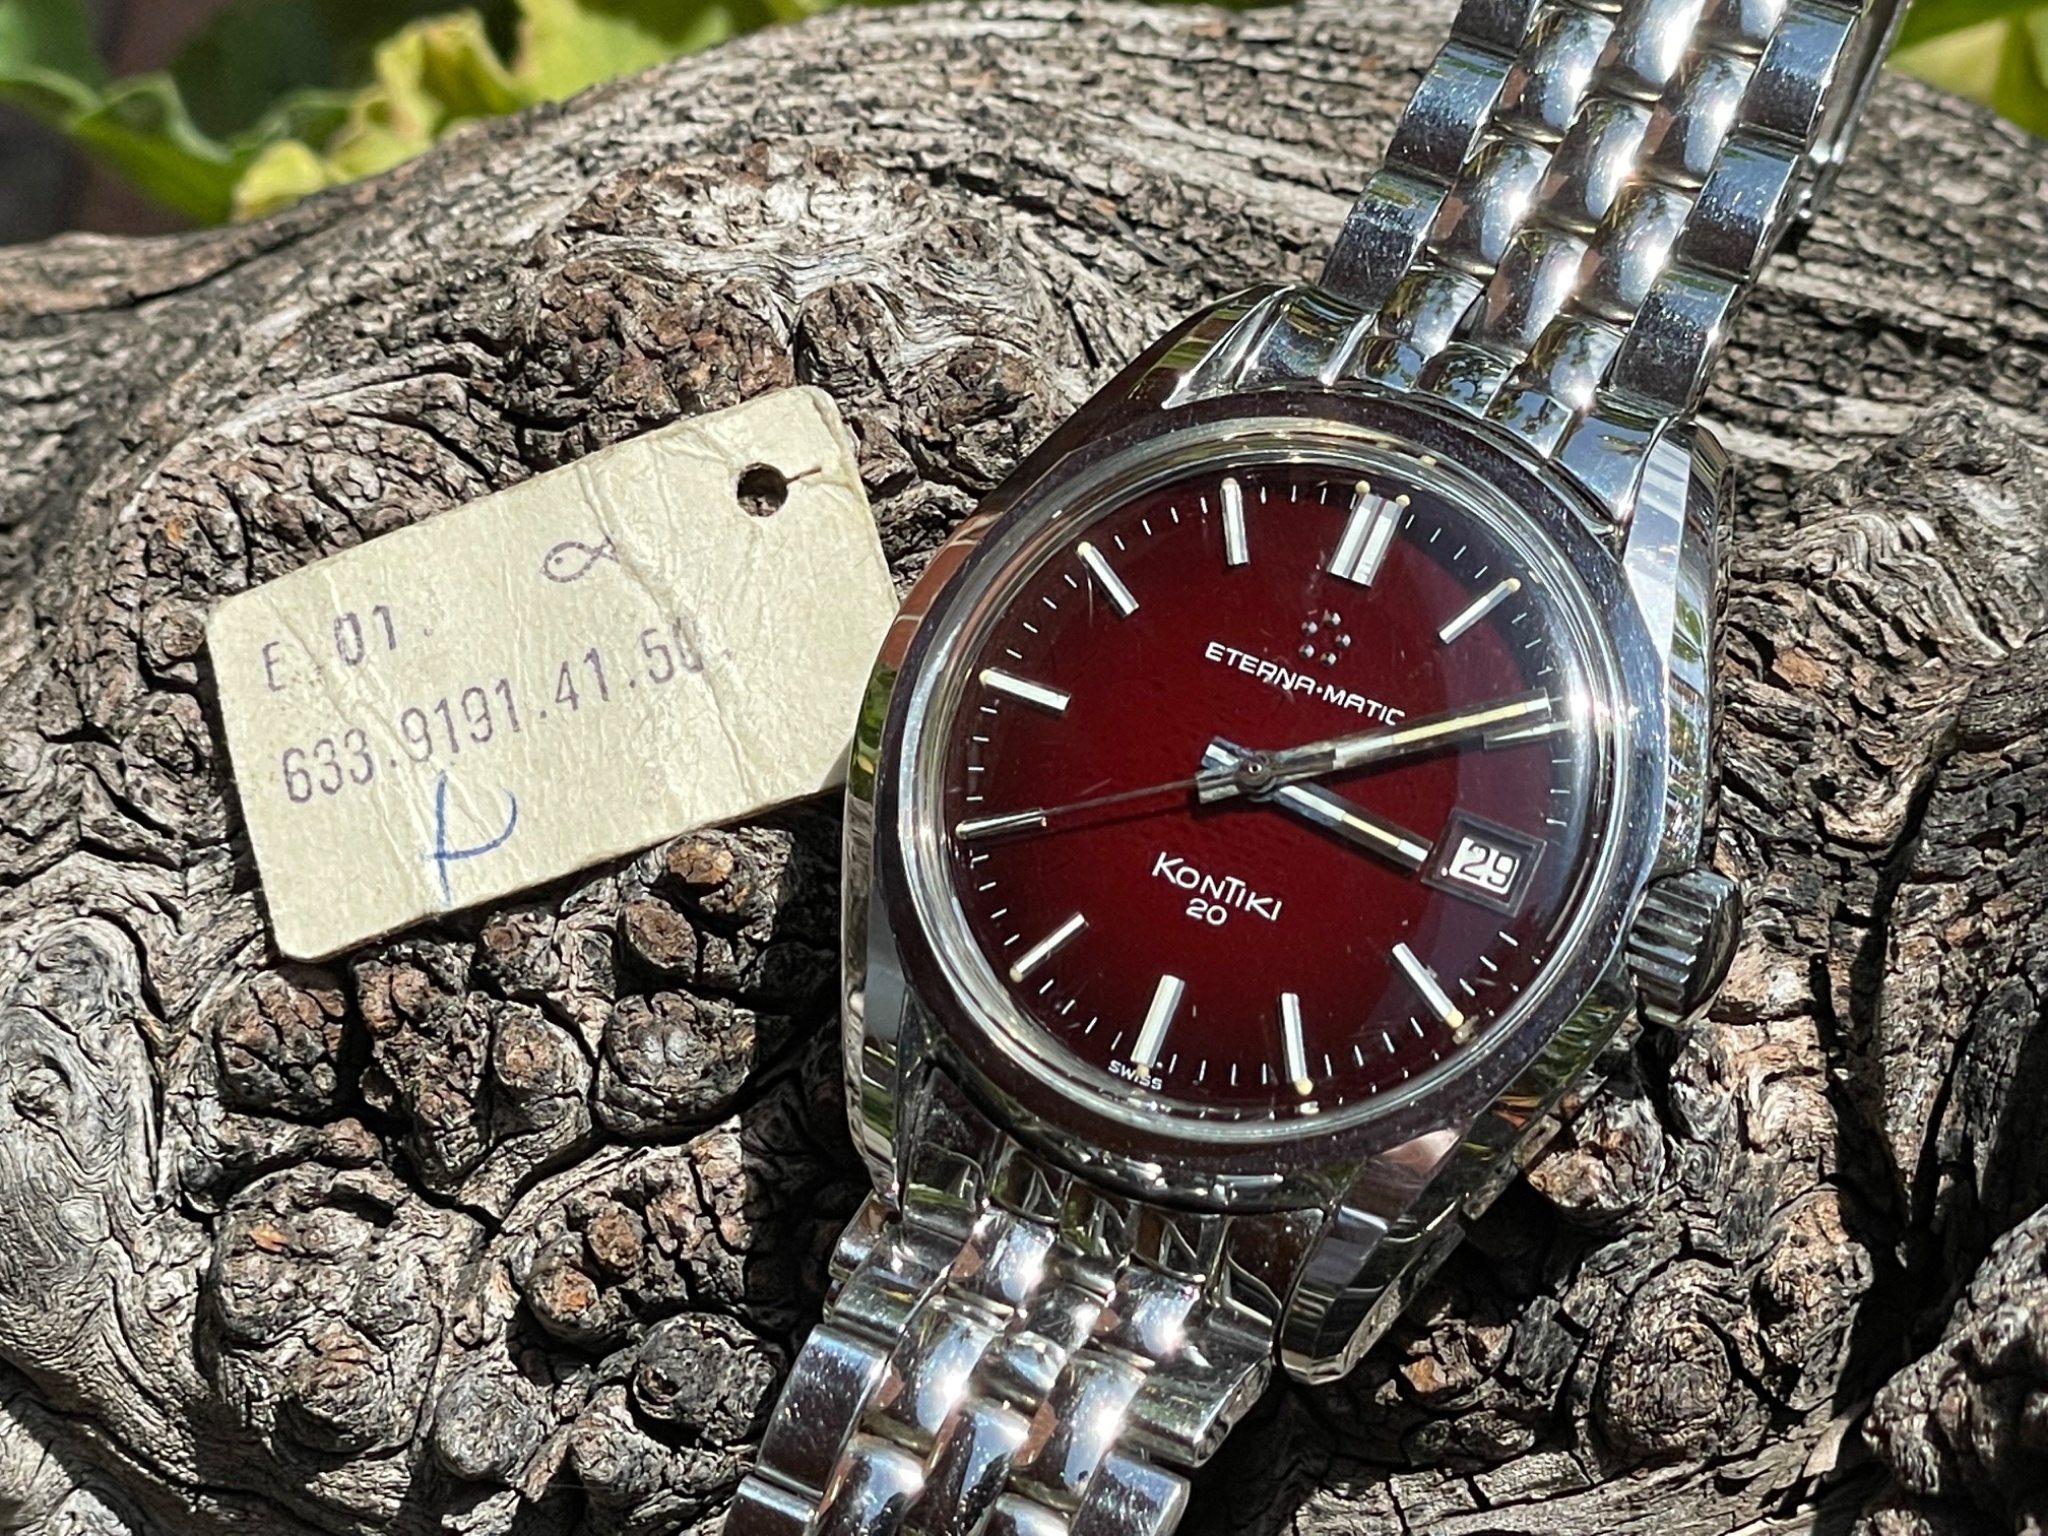 E 01.
633.9191.41.50
ETERNA·MATIC
KONTIKI
20
29
SWISS